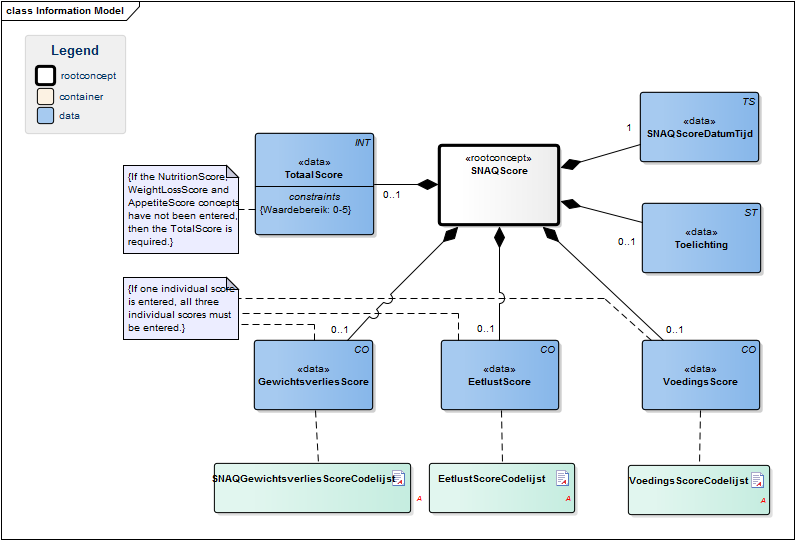 class Information Model
Legend
rootconcept
container
data
TS
«data»
SNAQScoreDatumTijd
1
INT
«data»
TotaalScore
constraints
{Waardebereik: 0-5}
0..1
«rootconcept»
SNAQScore
{If the NutritionScore,
WeightLossScore and
AppetiteScore concepts
have not been entered,
then the TotalScore is
required.}
ST
«data»
Toelichting
0..1
{If one individual score
is entered, all three
individual scores must
be entered.}
0..1
0..1
0..1
CO
«data»
GewichtsverliesScore
CO
«data»
EetlustScore
CO
«data»
VoedingsScore
SNAQGewichtsverliesScoreCodelijst
A
EetlustScoreCodelijst
A
VoedingsScoreCodelijst
A